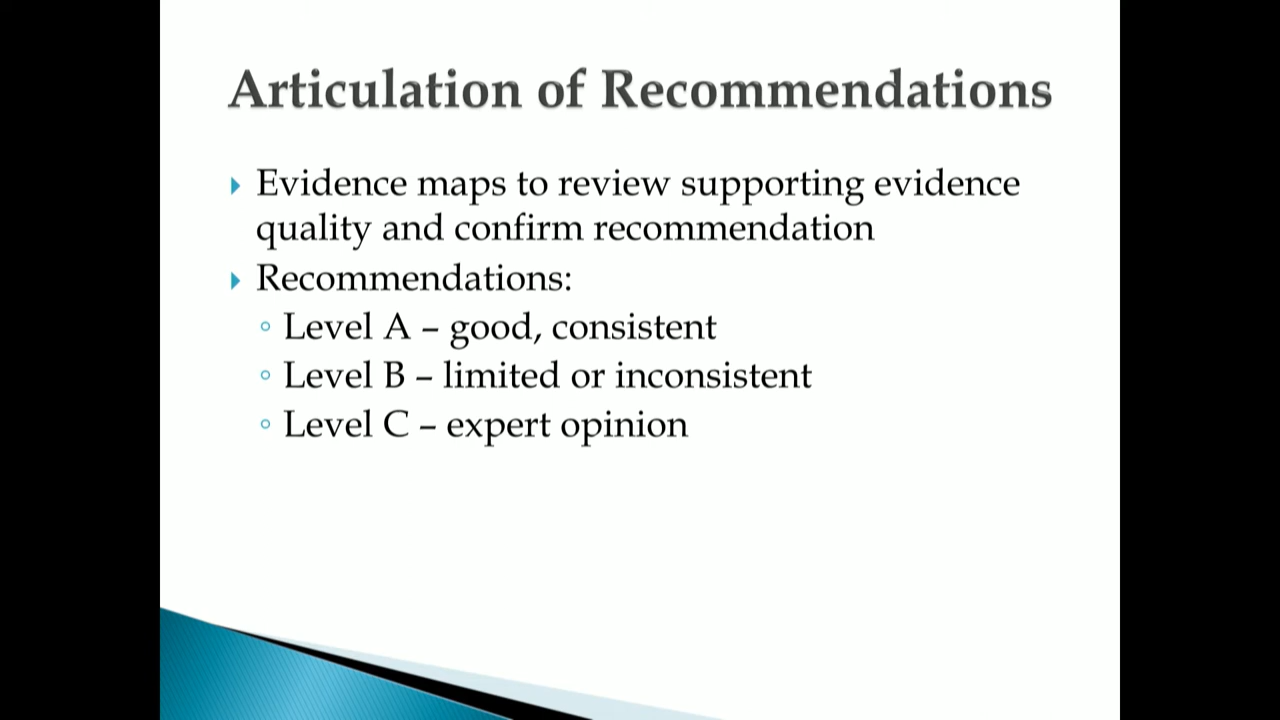 Articulation of Recommendations
Evidence maps to review supporting evidence
quality and confirm recommendation
Recommendations:
Level A – good, consistent
Level B – limited or inconsistent
Level C – expert opinion